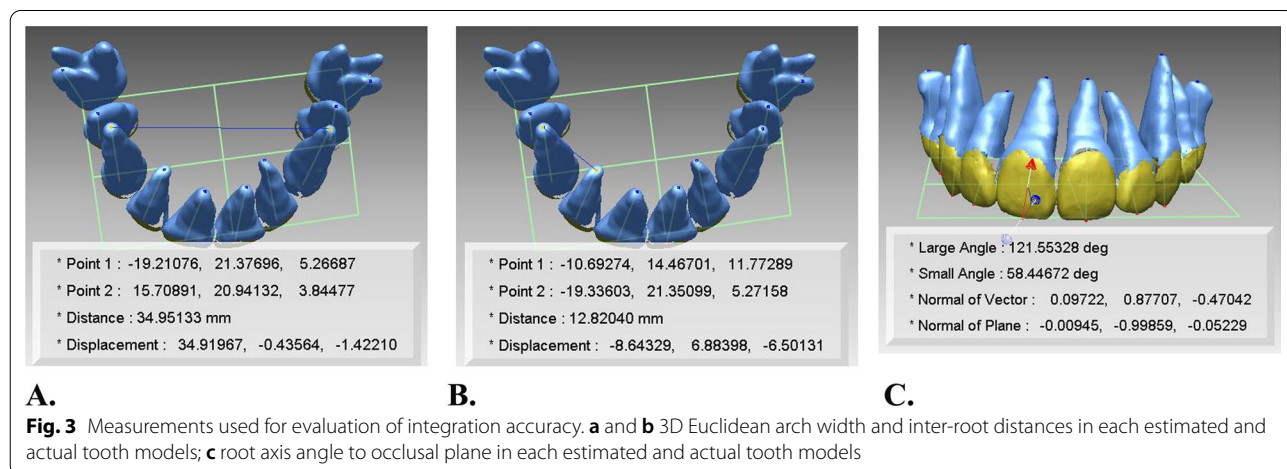 * Point 1 : -19.21076, 21.37696, 5.26687
* Point 2 : 15.70891, 20.94132, 3.84477
* Distance : 34.95133 mm
* Displacement : 34.91967, -0.43564, -1.42210
A.
* Point 1 : -10.69274, 14.46701, 11.77289
* Point 2 : -19.33603, 21.35099, 5.27158
* Distance : 12.82040 mm
* Displacement : -8.64329, 6.88398, -6.50131
B.
* Large Angle : 121.55328 deg
* Small Angle : 58.44672 deg
* Normal of Vector : 0.09722, 0.87707, -0.47042
* Normal of Plane : -0.00945, -0.99859, -0.05229
C.
Fig. 3 Measurements used for evaluation of integration accuracy. a and b 3D Euclidean arch width and inter-root distances in each estimated and
actual tooth models; c root axis angle to occlusal plane in each estimated and actual tooth models